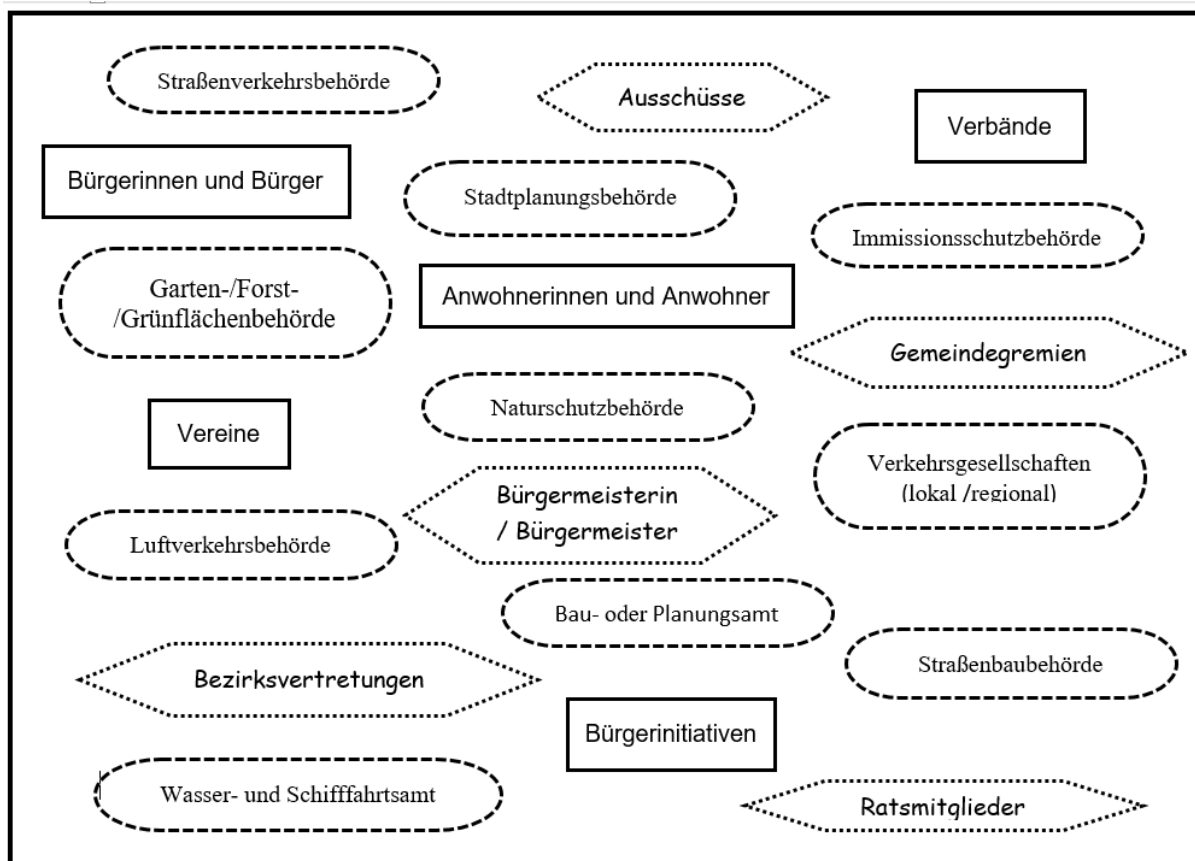 Straßenverkehrsbehörde
Ausschüsse
Verbände
Bürgerinnen und Bürger
Stadtplanungsbehörde
Immissionsschutzbehörde
Garten-/Forst-
/Grünflächenbehörde
Anwohnerinnen und Anwohner
Gemeindegremien
Naturschutzbehörde
Vereine
Verkehrsgesellschaften
(lokal /regional)
Bürgermeisterin
/ Bürgermeister
Luftverkehrsbehörde
Bau- oder Planungsamt
Straßenbaubehörde
Bezirksvertretungen
Bürgerinitiativen
Wasser- und Schifffahrtsamt
Ratsmitglieder